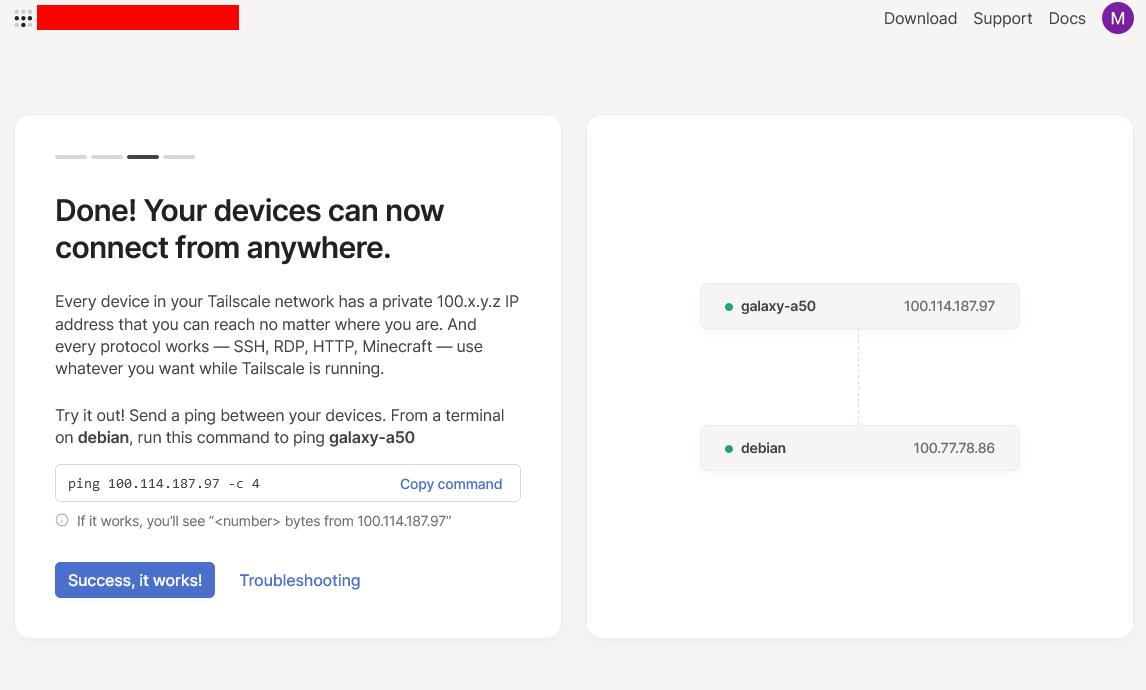 Download Support Docs M
Done! Your devices can now
connect from anywhere.
Every device in your Tailscale network has a private 100.x.y.z IP
address that you can reach no matter where you are. And
every protocol works — SSH, RDP, HTTP, Minecraft — use
whatever you want while Tailscale is running.
Try it out! Send a ping between your devices. From a terminal
on debian, run this command to ping galaxy-a50
ping 100.114.187.97 -c 4 Copy command
If it works, you’ll see “<number> bytes from 100.114.187.97”
Success, it works! Troubleshooting
galaxy-a50 100.114.187.97
debian 100.77.78.86